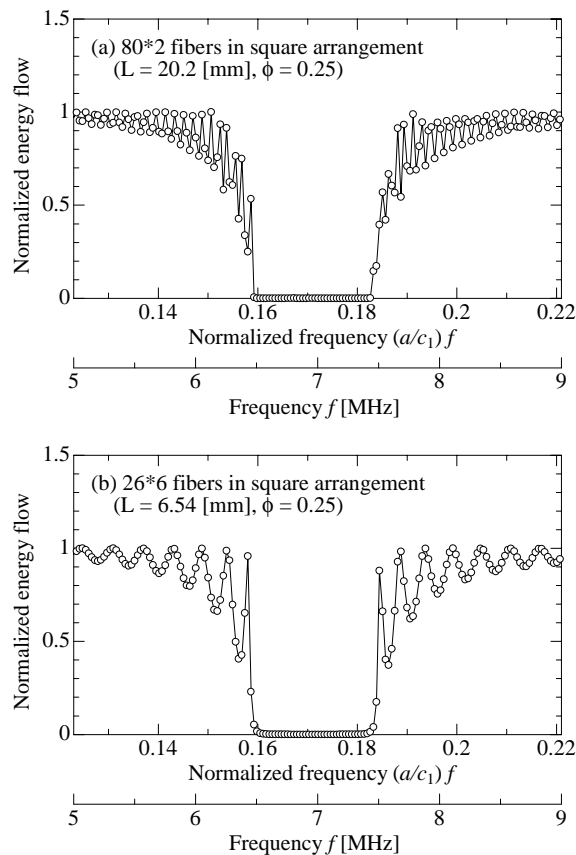 (a) 80*2 fibers in square arrangement
(L = 20.2 [mm], ϕ = 0.25)
Normalized energy flow
1.5
1
0.5
0
0.14 0.16 0.18 0.2 0.22
Normalized frequency (a/c₁) f
5 6 7 8 9
Frequency f [MHz]
(b) 26*6 fibers in square arrangement
(L = 6.54 [mm], ϕ = 0.25)
Normalized energy flow
1.5
1
0.5
0
0.14 0.16 0.18 0.2 0.22
Normalized frequency (a/c₁) f
5 6 7 8 9
Frequency f [MHz]